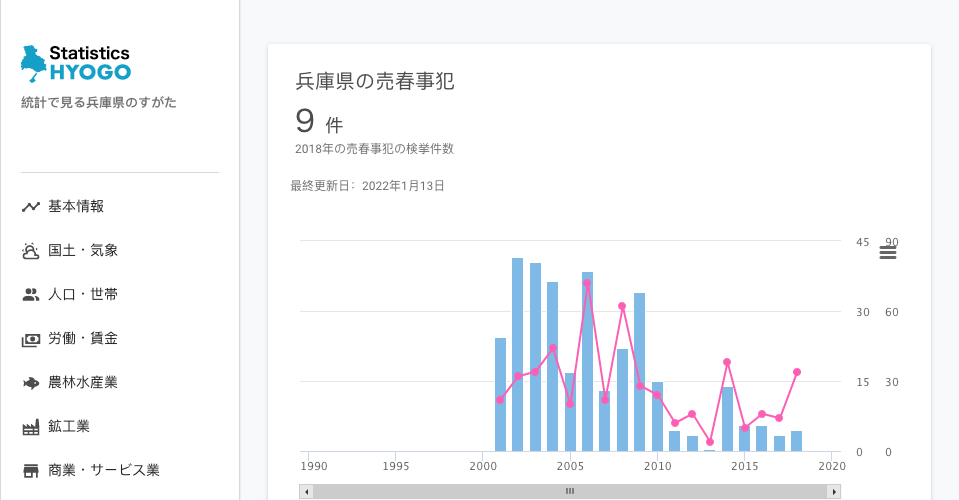 Statistics
HYOGO
統計で見る兵庫県のすがた
基本情報
国土・気象
人口・世帯
労働・賃金
農林水産業
鉱工業
商業・サービス業
兵庫県の売春事犯
9 件
2018年の売春事犯の検挙件数
最終更新日：2022年1月13日
45 90
30 60
15 30
0 0
1990 1995 2000 2005 2010 2015 2020